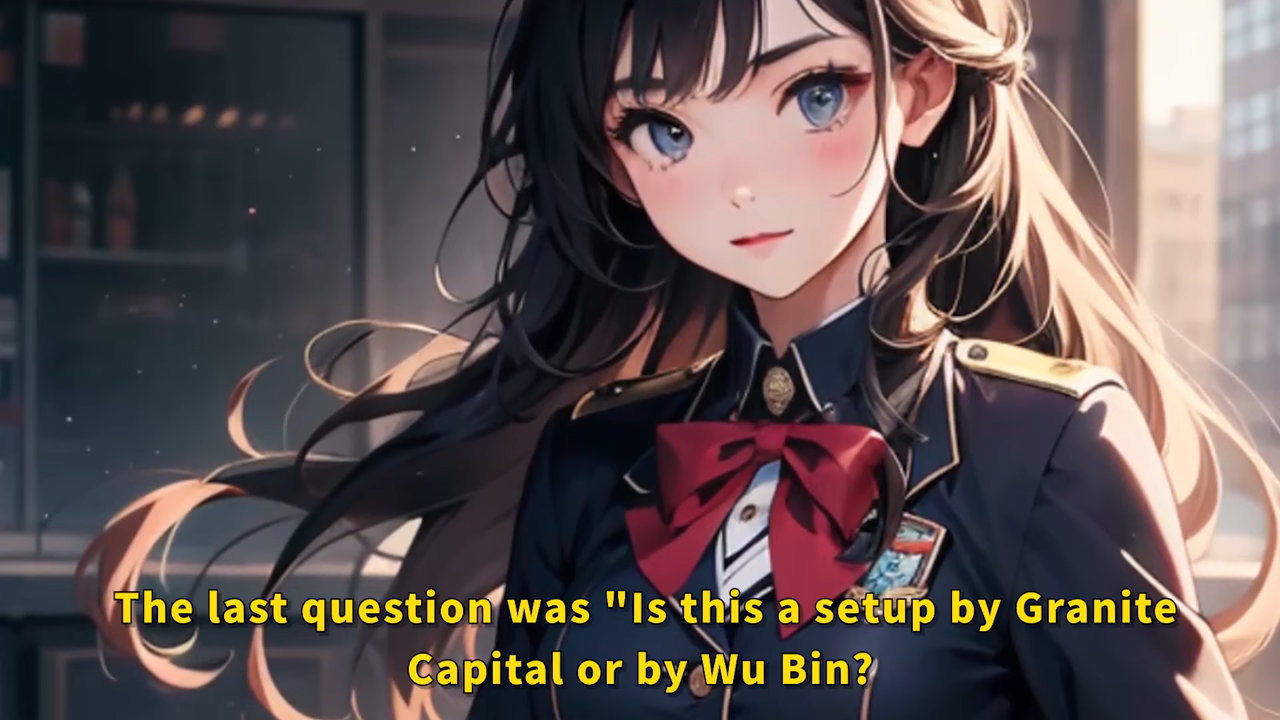 The last question was "Is this a setup by Granite
Capital or by Wu Bin?